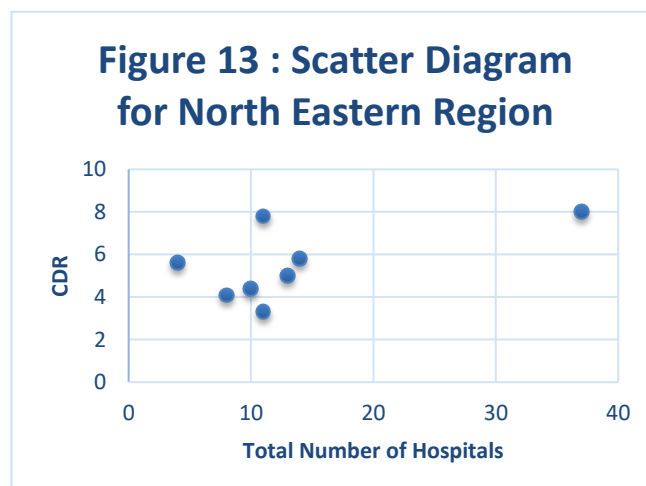 Figure 13 : Scatter Diagram
for North Eastern Region
10
8
6
4
2
0
CDR
0 10 20 30 40
Total Number of Hospitals